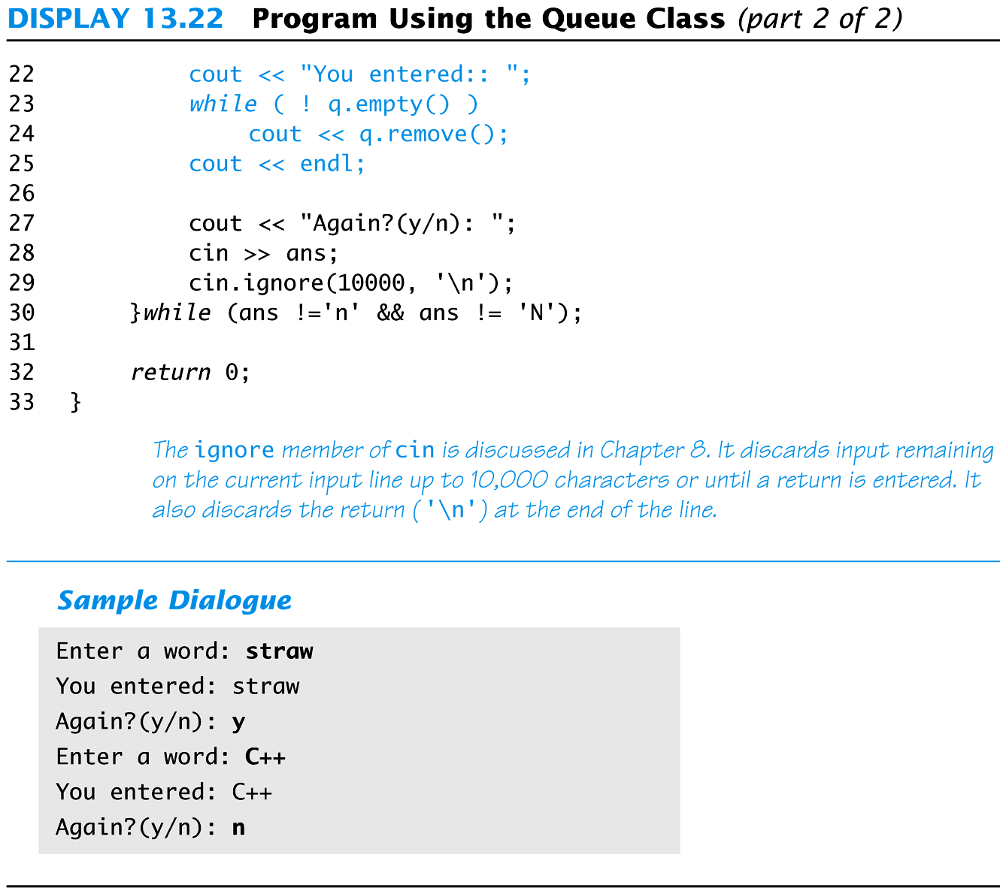 DISPLAY 13.22 Program Using the Queue Class (part 2 of 2)
22 cout << "You entered:: ";
23 while ( ! q.empty() )
24 cout << q.remove();
25 cout << endl;
26
27 cout << "Again?(y/n): ";
28 cin >> ans;
29 cin.ignore(10000, '\n');
30 }while (ans !='n' && ans != 'N');
31
32 return 0;
33 }
The ignore member of cin is discussed in Chapter 8. It discards input remaining
on the current input line up to 10,000 characters or until a return is entered. It
also discards the return ('\n') at the end of the line.
Sample Dialogue
Enter a word: straw
You entered: straw
Again?(y/n): y
Enter a word: C++
You entered: C++
Again?(y/n): n